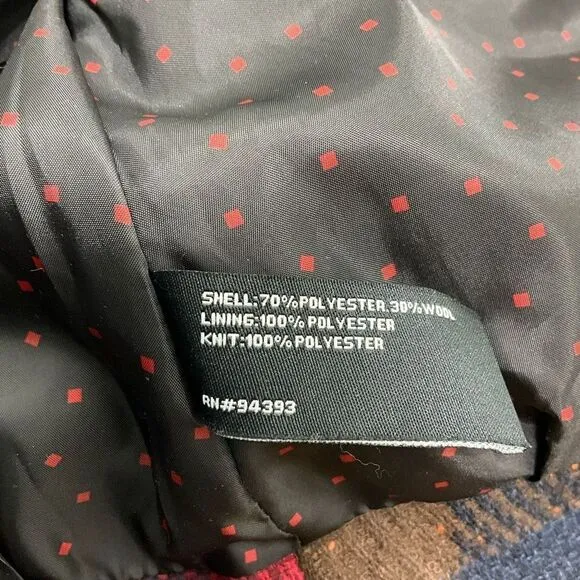 SHELL:70%POLYESTER.30%WOOL
LINING:100%POLYESTER
KNIT:100%POLYESTER
RN#94393